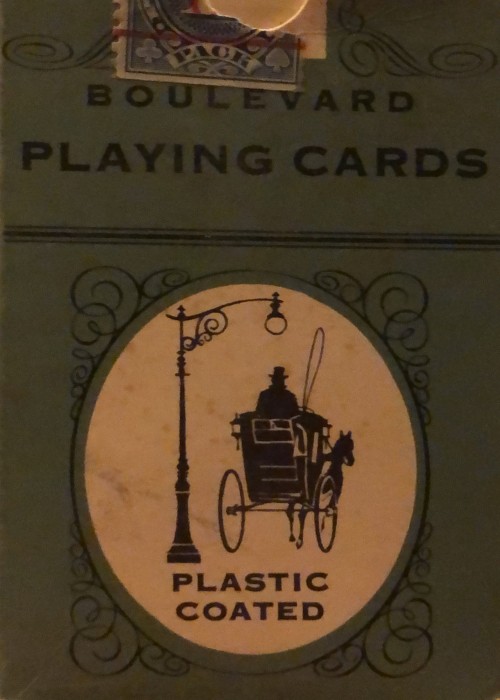 PACK
BOULEVARD
PLAYING CARDS
PLASTIC
COATED